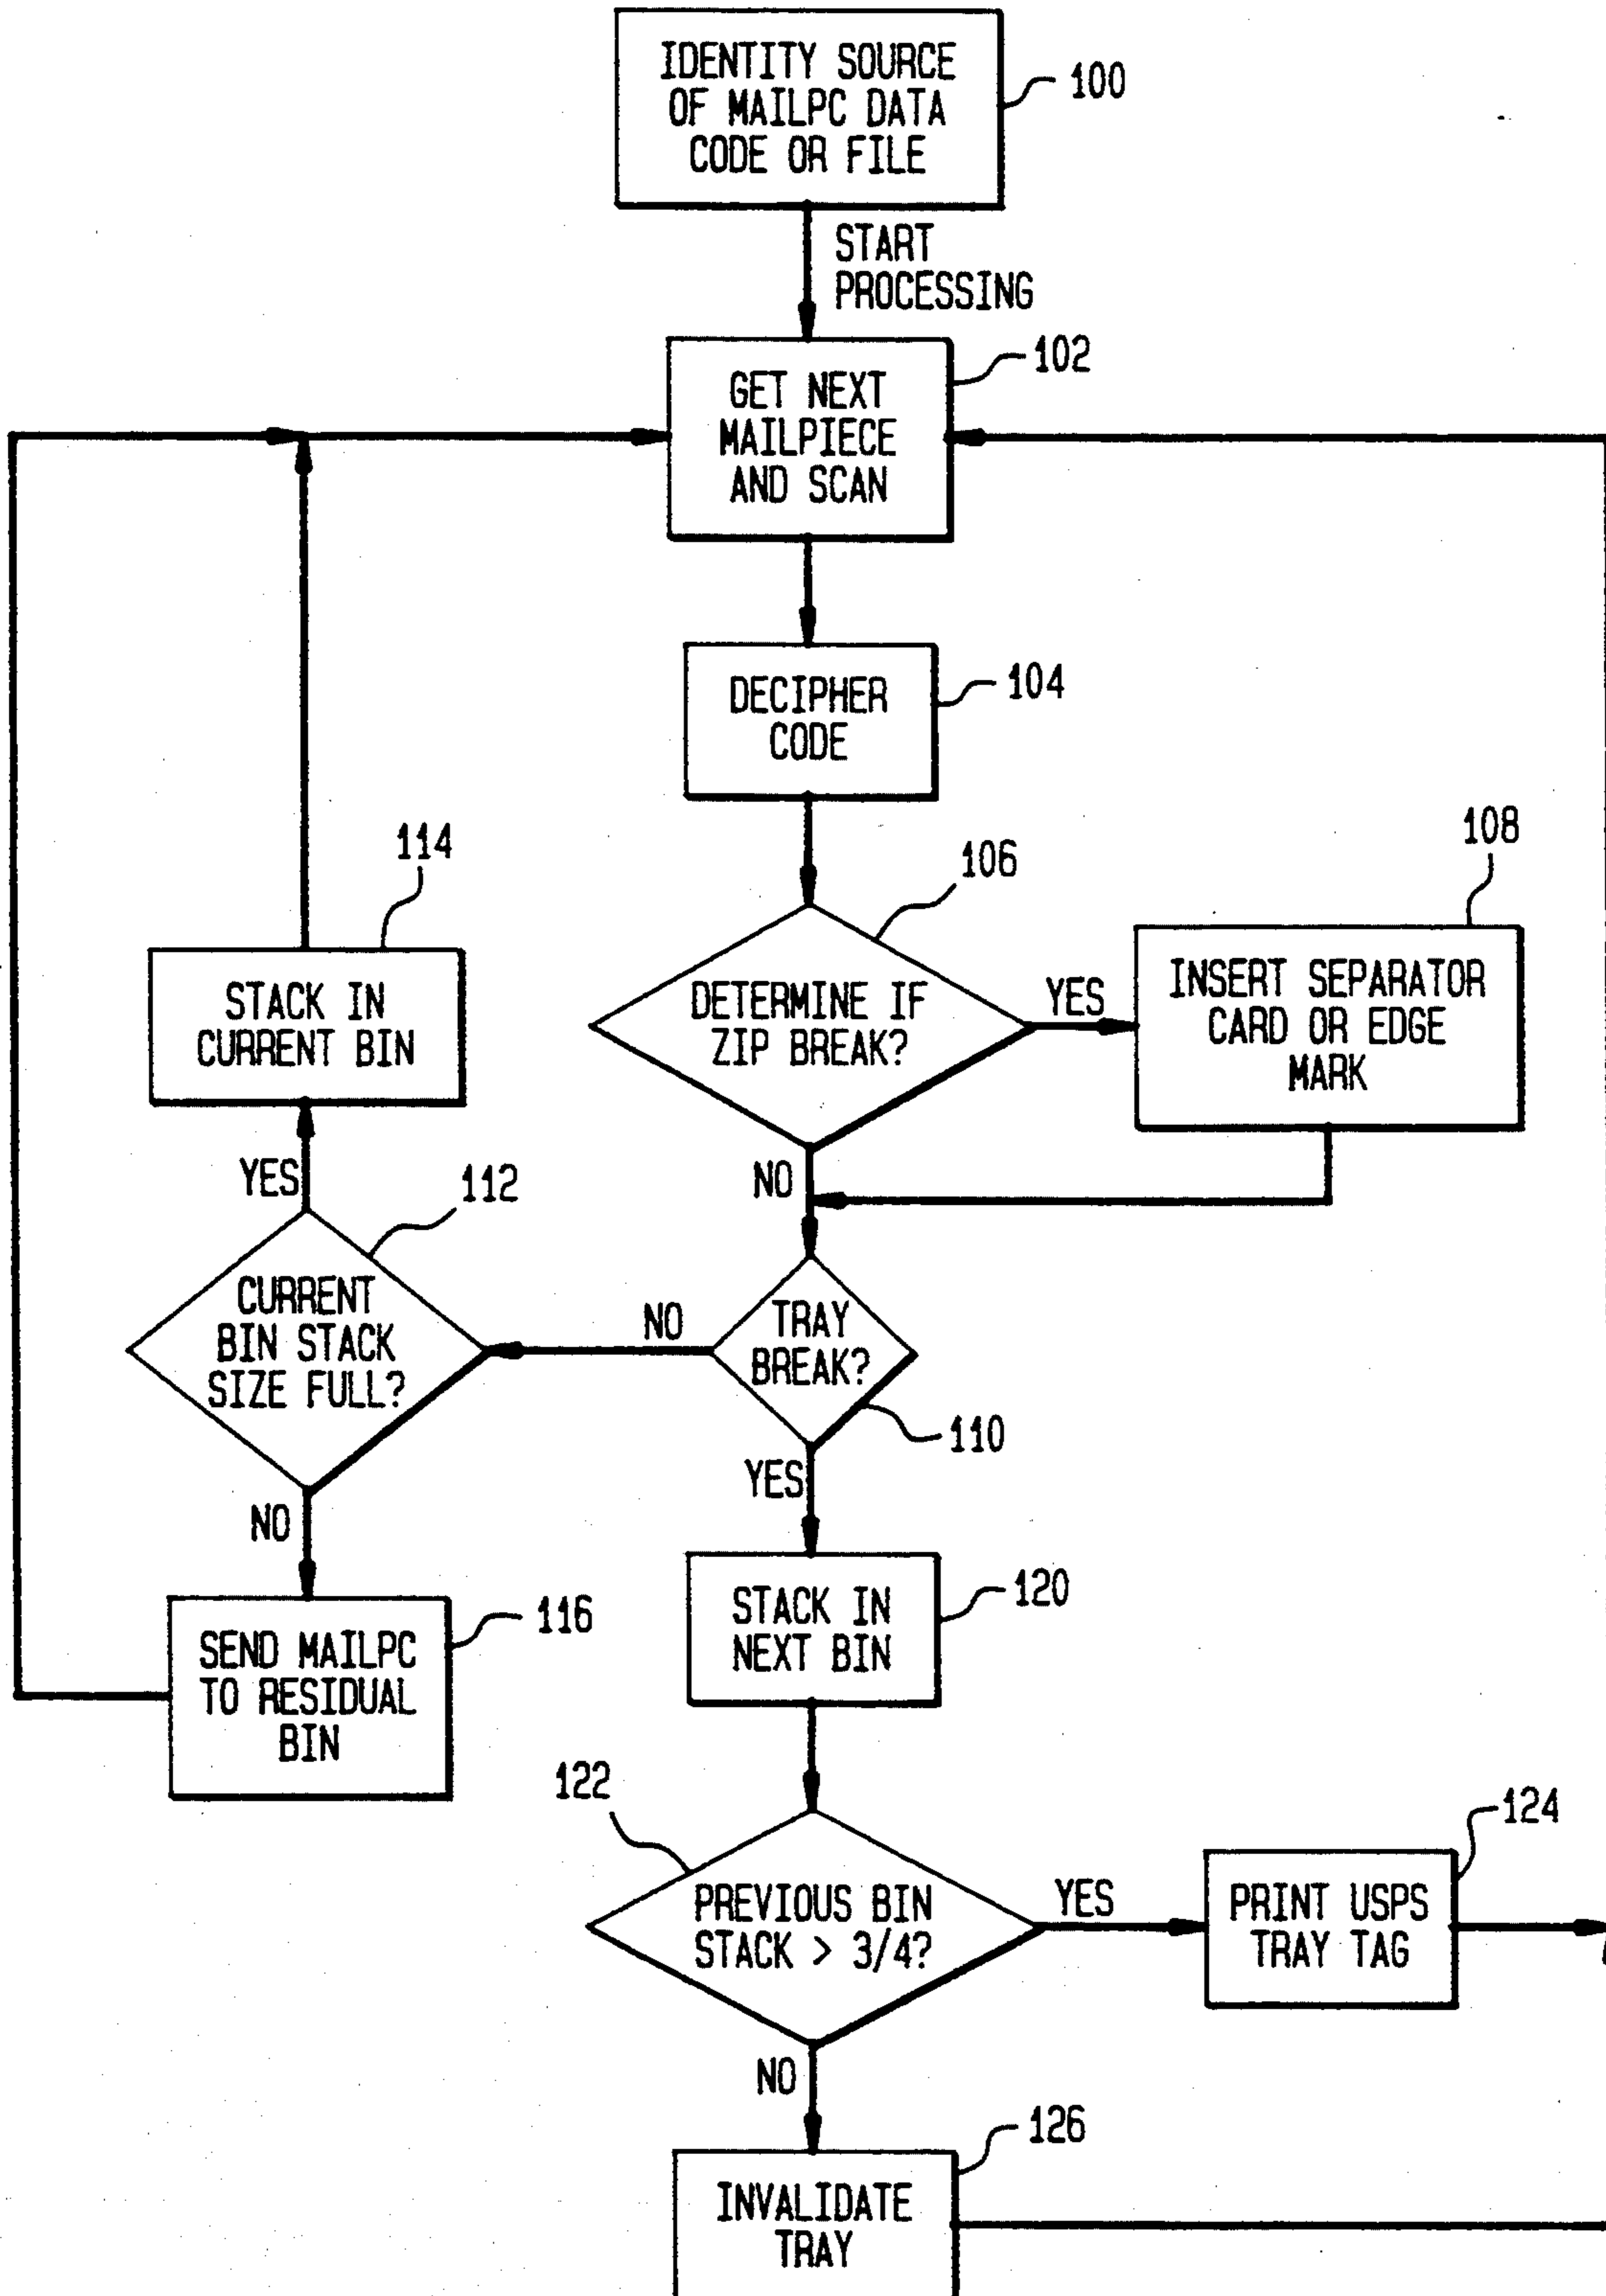 IDENTITY SOURCE
OF MAILPC DATA
CODE OR FILE
100
START
PROCESSING
102
GET NEXT
MAILPIECE
AND SCAN
DECIPHER
CODE
104
106
108
114
DETERMINE IF
ZIP BREAK?
YES
INSERT SEPARATOR
CARD OR EDGE
MARK
STACK IN
CURRENT BIN
NO
YES
112
CURRENT
BIN STACK
SIZE FULL?
NO
TRAY
BREAK?
110
YES
NO
STACK IN
NEXT BIN
120
SEND MAILPC
TO RESIDUAL
BIN
116
122
124
PREVIOUS BIN
STACK > 3/4?
YES
PRINT USPS
TRAY TAG
NO
126
INVALIDATE
TRAY